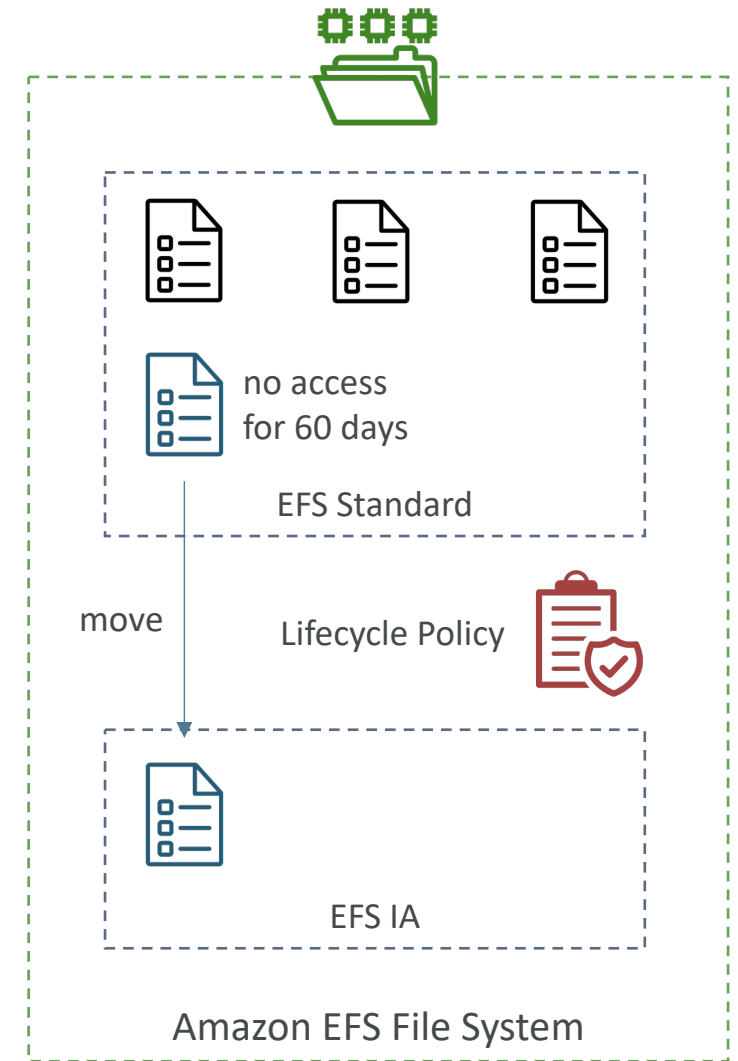 no access
for 60 days
EFS Standard
move
Lifecycle Policy
EFS IA
Amazon EFS File System